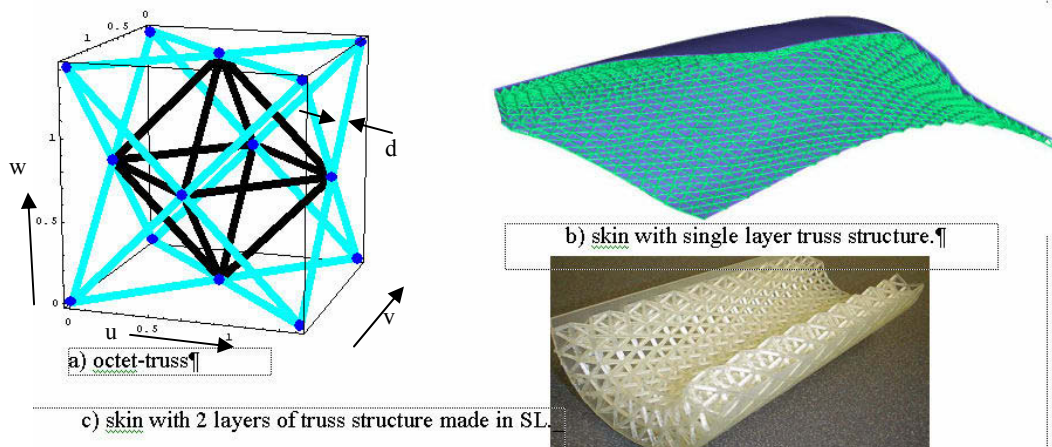 0
0.5
1
w
1
0.5
0
d
v
0
u
0.5
1
a) octet-truss¶
b) skin with single layer truss structure.¶
c) skin with 2 layers of truss structure made in SL.